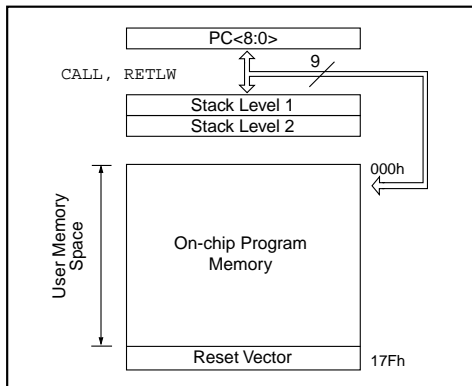 PC<8:0>
9
CALL, RETLW
Stack Level 1
Stack Level 2
000h
User Memory
Space
On-chip Program
Memory
Reset Vector
17Fh